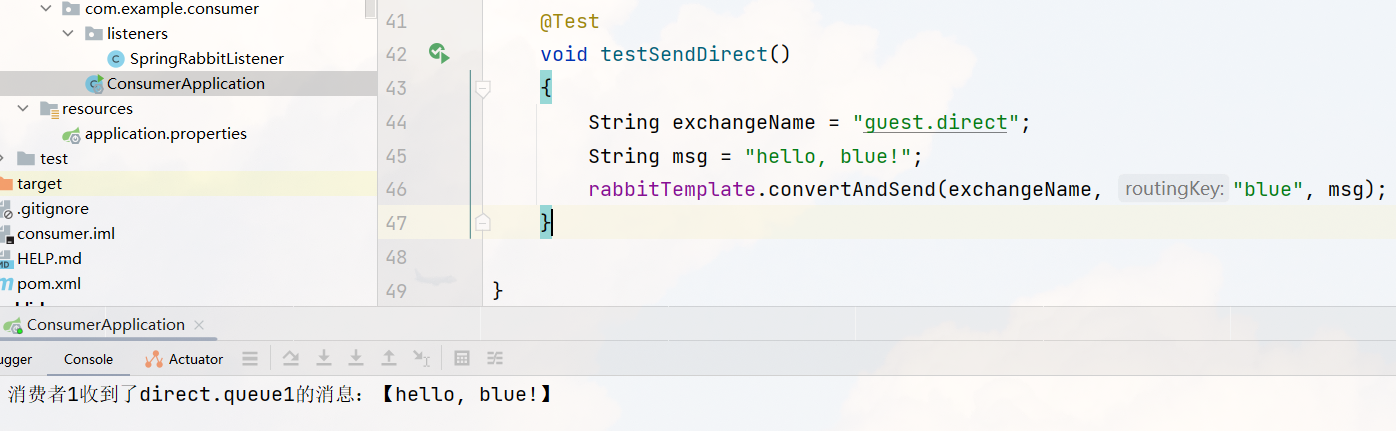 com.example.consumer
listeners
SpringRabbitListener
ConsumerApplication
resources
application.properties
test
target
.gitignore
consumer.iml
HELP.md
pom.xml
41 @Test
42 void testSendDirect()
43 {
44 String exchangeName = "guest.direct";
45 String msg = "hello, blue!";
46 rabbitTemplate.convertAndSend(exchangeName, routingKey: "blue", msg);
47 }
48
49 }
ConsumerApplication
ugger Console Actuator
消费者1收到了direct.queue1的消息：【hello, blue!】